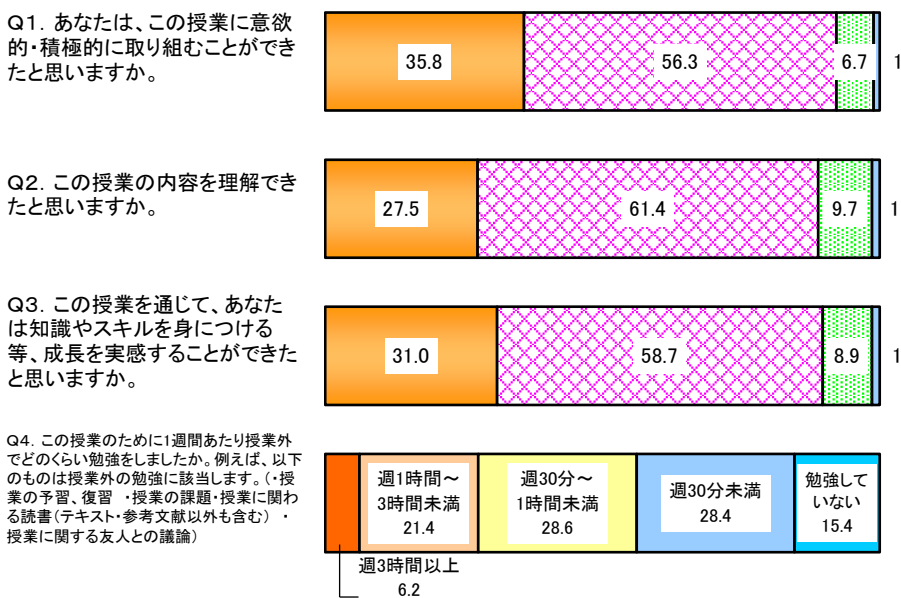 Q1．あなたは、この授業に意欲
的・積極的に取り組むことができ
たと思いますか。
35.8
56.3
6.7
1
Q2．この授業の内容を理解でき
たと思いますか。
27.5
61.4
9.7
1
Q3．この授業を通じて、あなた
は知識やスキルを身につける
等、成長を実感することができた
と思いますか。
31.0
58.7
8.9
1
Q4．この授業のために1週間あたり授業外
でどのくらい勉強をしましたか。例えば、以下
のものは授業外の勉強に該当します。（・授
業の予習、復習　・授業の課題・授業に関わ
る読書（テキスト・参考文献以外も含む）　・
授業に関する友人との議論）
週1時間～
3時間未満
21.4
週30分～
1時間未満
28.6
週30分未満
28.4
勉強して
いない
15.4
週3時間以上
6.2